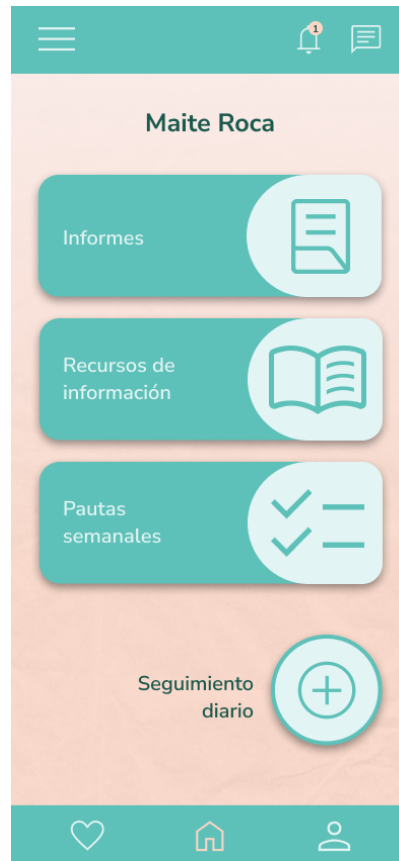 1
Maite Roca
Informes
Recursos de
información
Pautas
semanales
Seguimiento
diario